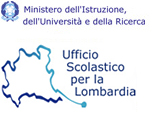 Ministero dell'Istruzione,
dell'Università e della Ricerca
Ufficio
Scolastico
per la
Lombardia